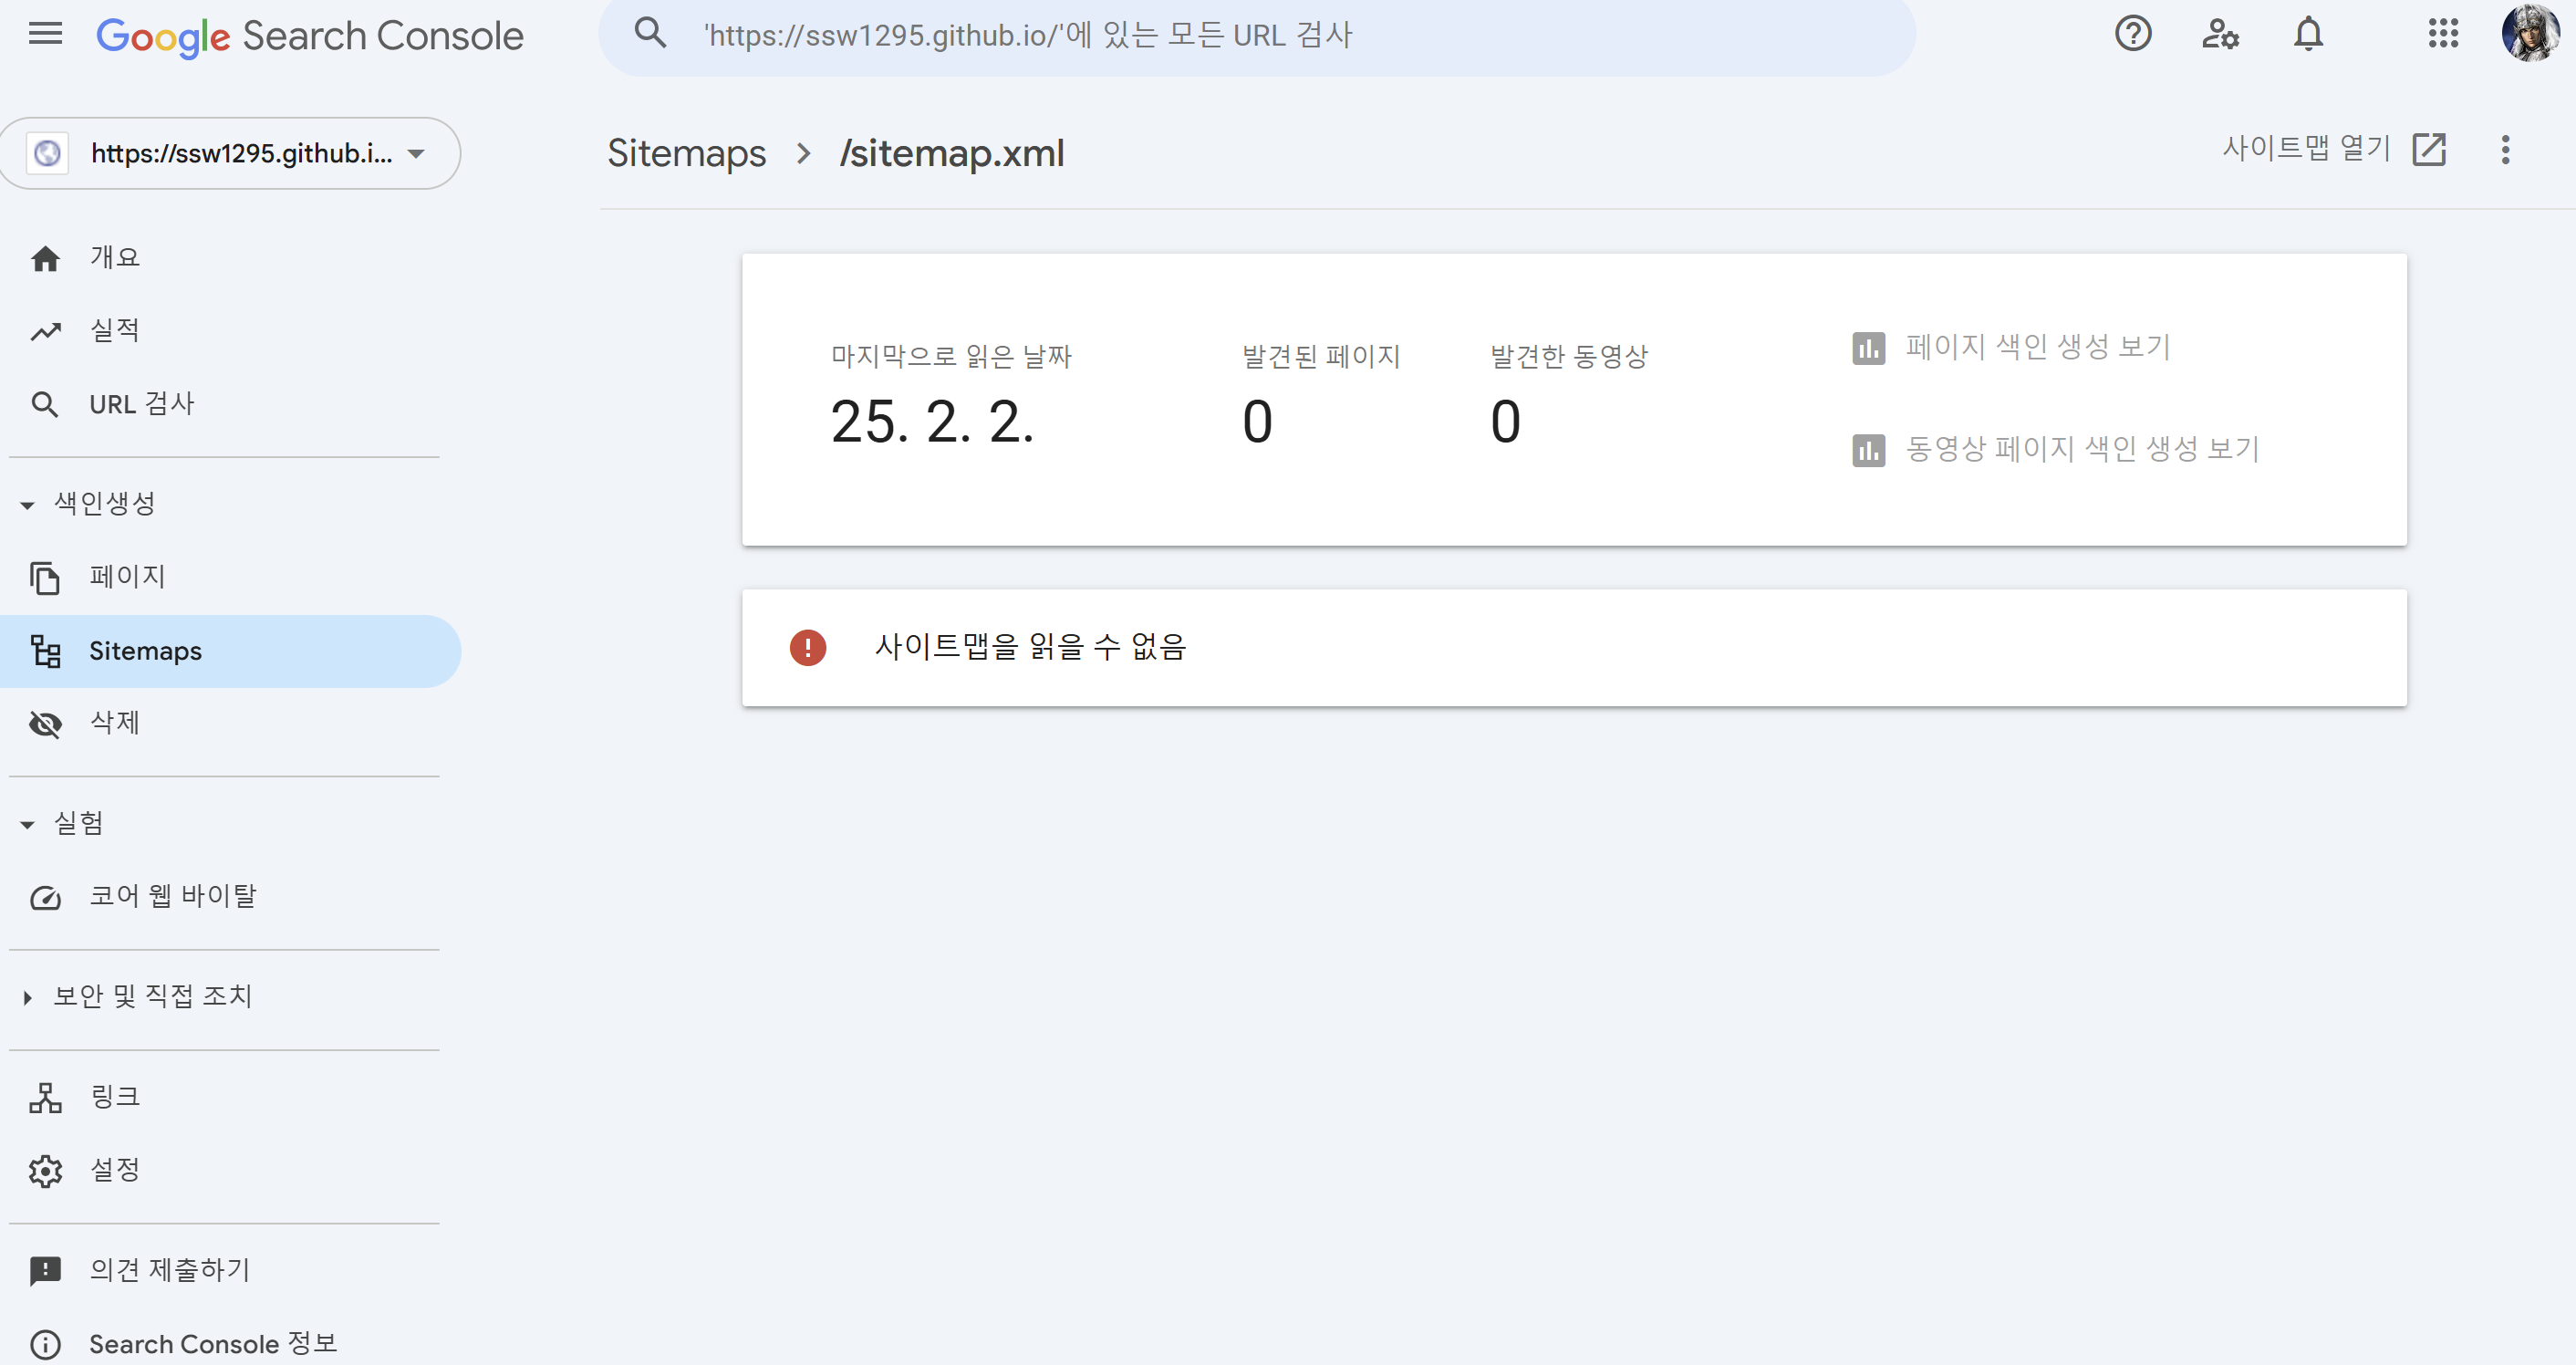 Google Search Console
'https://ssw1295.github.io/'에 있는 모든 URL 검사
https://ssw1295.github.i...
Sitemaps
/sitemap.xml
사이트맵 열기
개요
실적
URL 검사
색인생성
페이지
Sitemaps
삭제
실험
코어 웹 바이탈
보안 및 직접 조치
링크
설정
의견 제출하기
Search Console 정보
마지막으로 읽은 날짜
25. 2. 2.
발견된 페이지
0
발견한 동영상
0
페이지 색인 생성 보기
동영상 페이지 색인 생성 보기
사이트맵을 읽을 수 없음